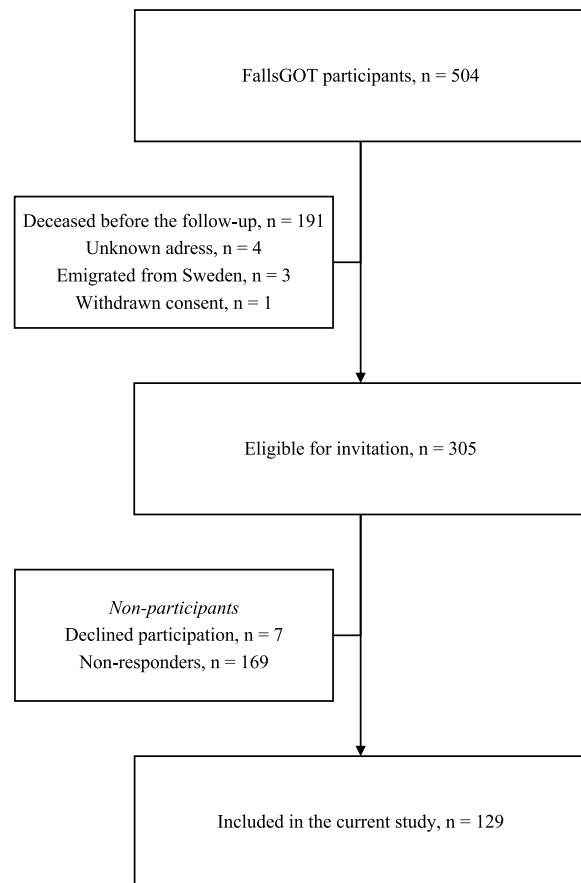 FallsGOT participants, n = 504
Deceased before the follow-up, n = 191
Unknown adress, n = 4
Emigrated from Sweden, n = 3
Withdrawn consent, n = 1
Eligible for invitation, n = 305
Non-participants
Declined participation, n = 7
Non-responders, n = 169
Included in the current study, n = 129